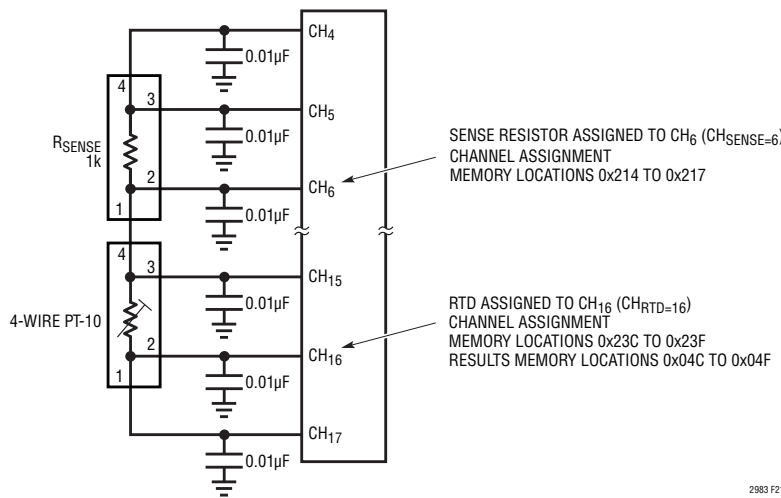 CH4
0.01µF
4
3
CH5
RSENSE
1k
0.01µF
2
CH6
1
0.01µF
SENSE RESISTOR ASSIGNED TO CH6 (CHSENSE=6)
CHANNEL ASSIGNMENT
MEMORY LOCATIONS 0x214 TO 0x217
4
3
CH15
4-WIRE PT-10
0.01µF
2
CH16
1
0.01µF
RTD ASSIGNED TO CH16 (CHRTD=16)
CHANNEL ASSIGNMENT
MEMORY LOCATIONS 0x23C TO 0x23F
RESULTS MEMORY LOCATIONS 0x04C TO 0x04F
CH17
0.01µF
2983